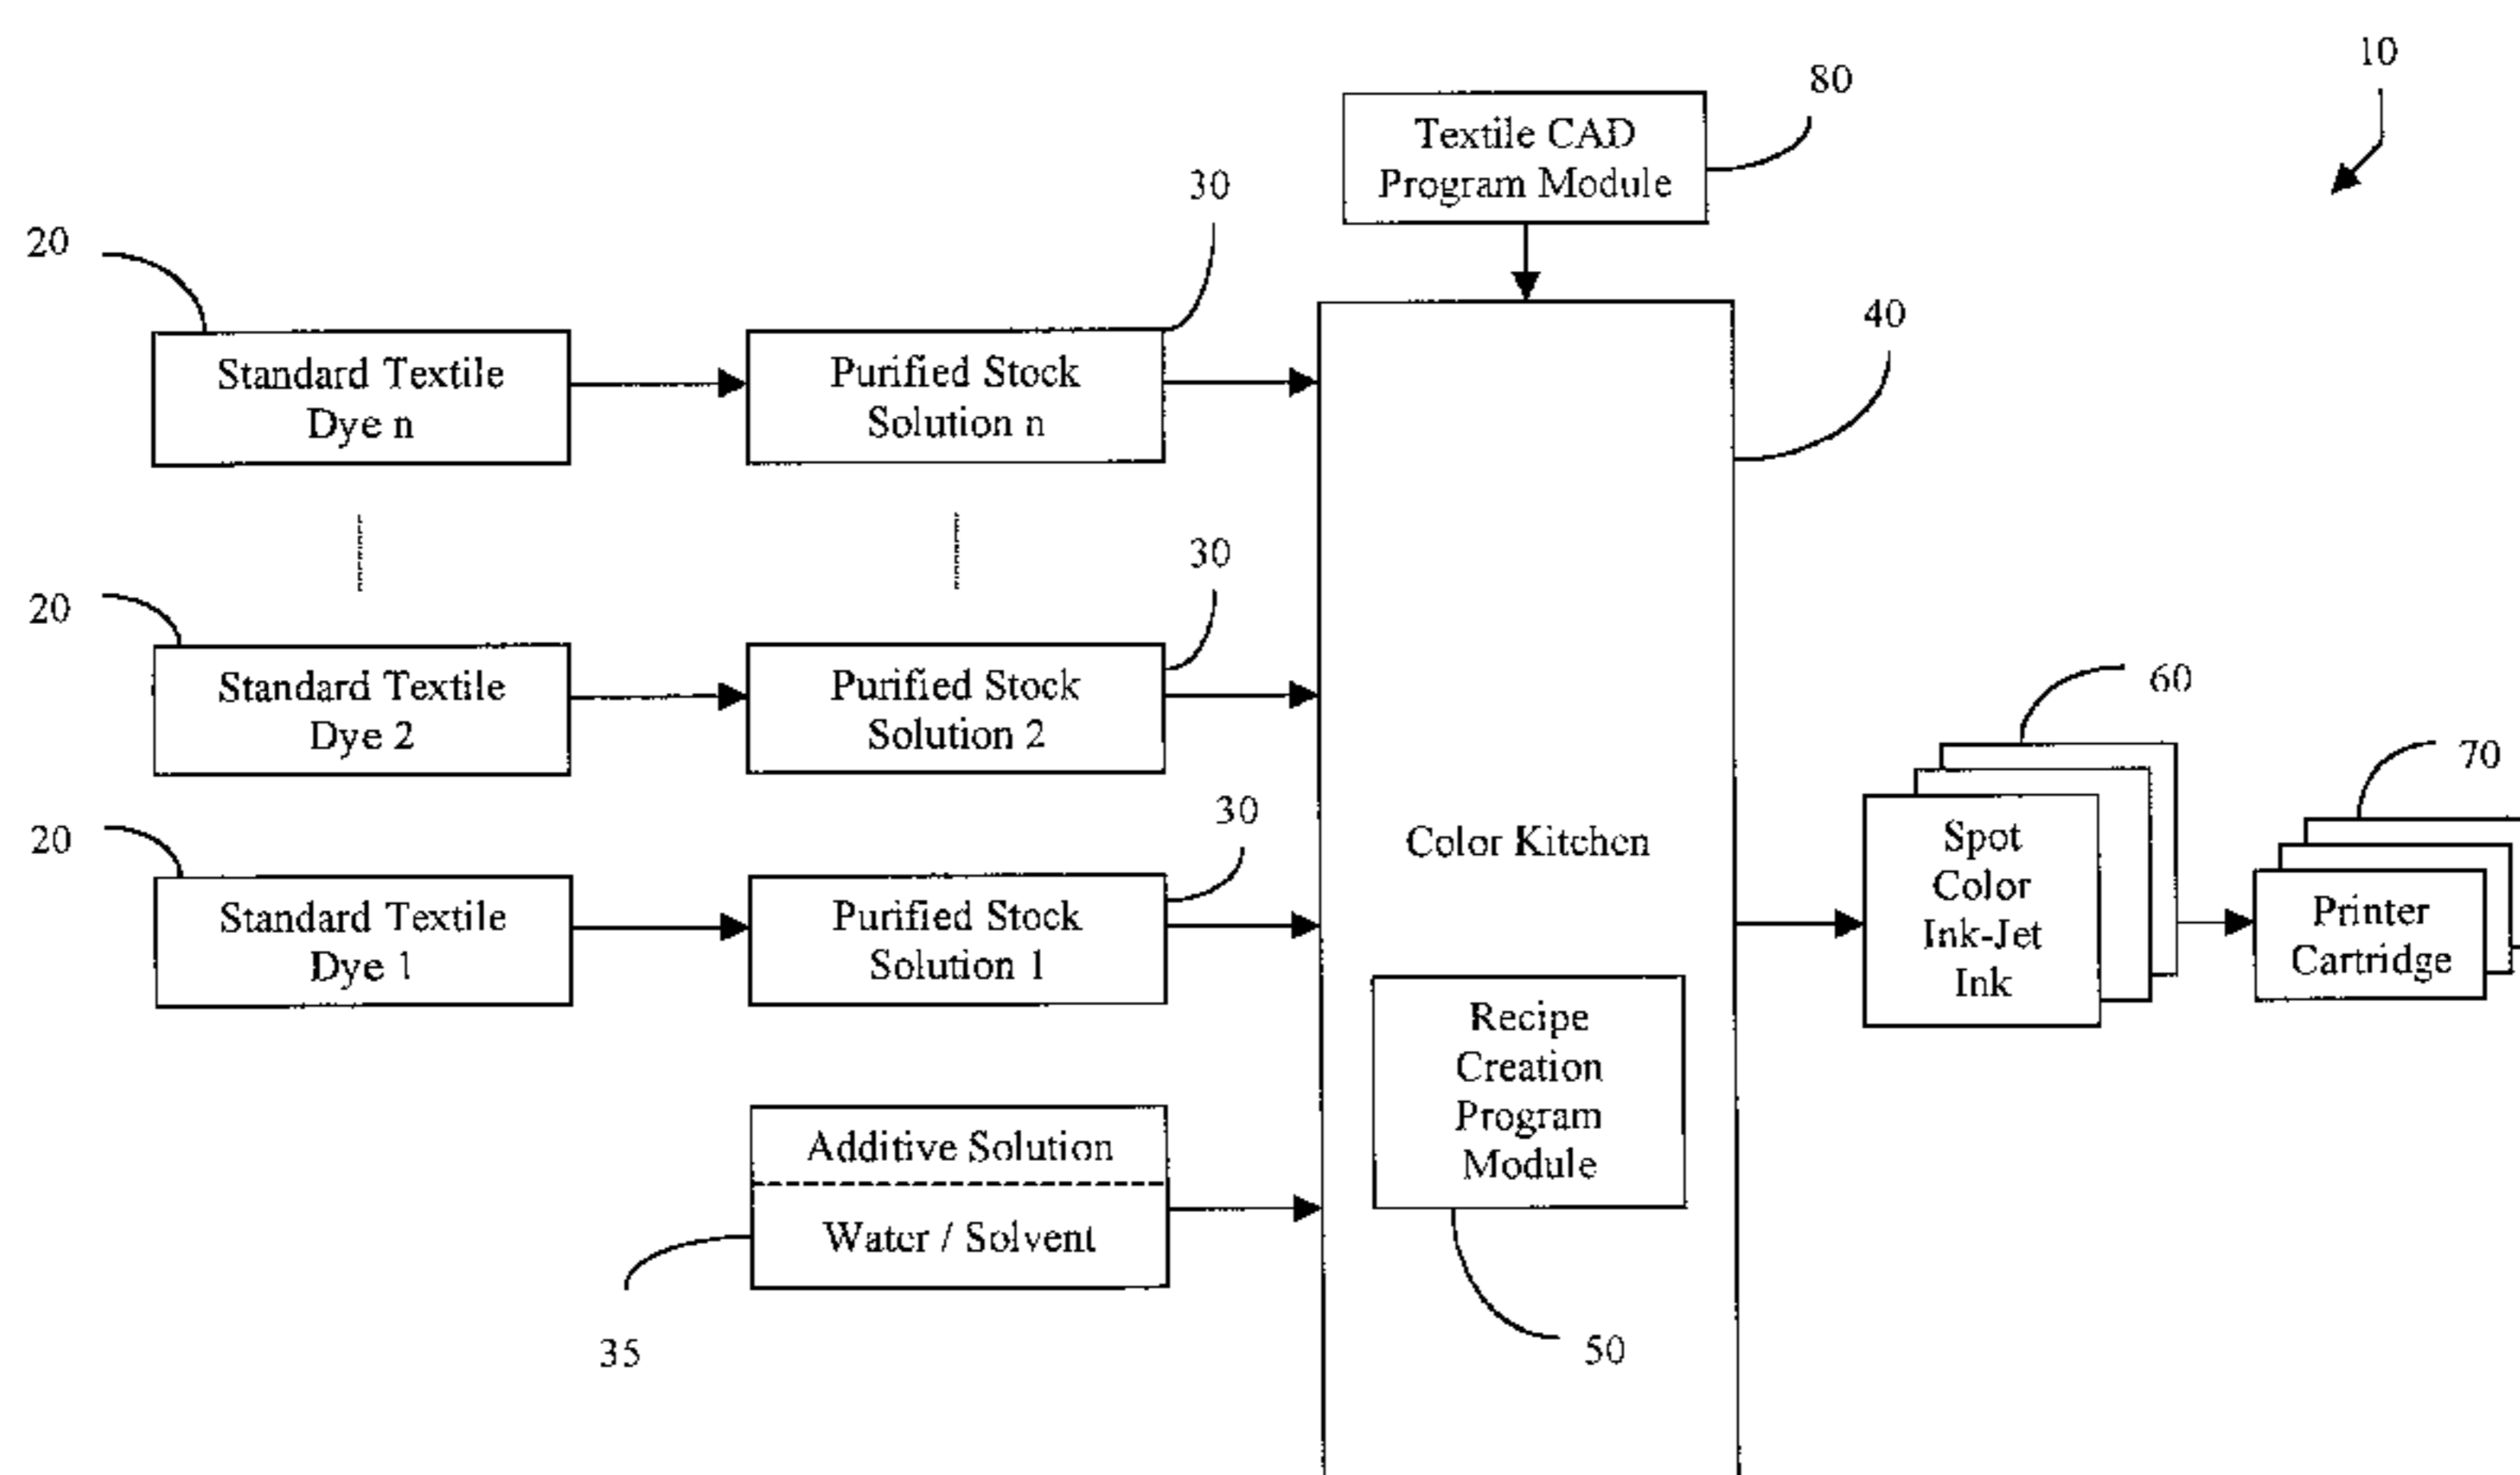 10
80
Textile CAD
Program Module
30
20
40
Standard Textile
Dye n
Purified Stock
Solution n
30
20
Standard Textile
Dye 2
Purified Stock
Solution 2
60
70
30
20
Standard Textile
Dye 1
Purified Stock
Solution 1
Color Kitchen
Spot
Color
Ink-Jet
Ink
Printer
Cartridge
Recipe
Creation
Program
Module
Additive Solution
Water / Solvent
35
50